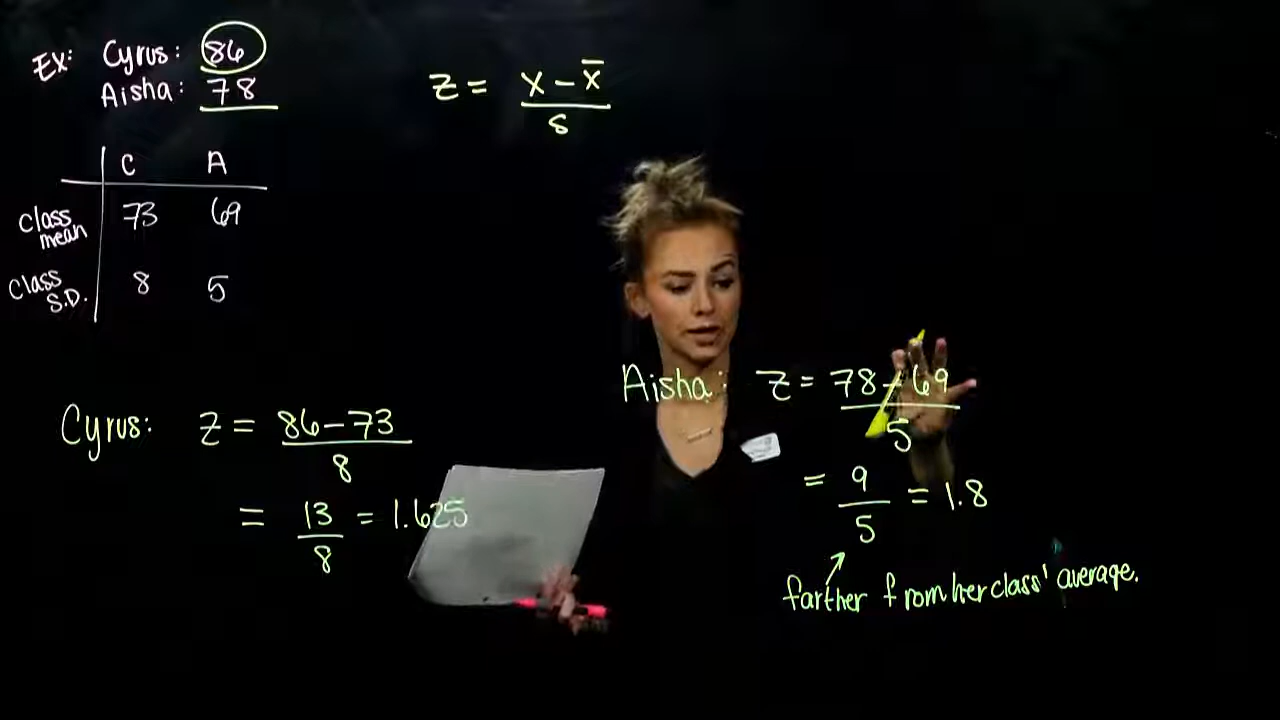 EX: Cyrus: 86
Aisha: 78
z = x - x̄ / s
C A
class mean 73 69
class S.D. 8 5
Cyrus: z = 86-73 / 8
= 13/8 = 1.625
Aisha: z = 78-69 / 5
= 9/5 = 1.8
farther from her class' average.